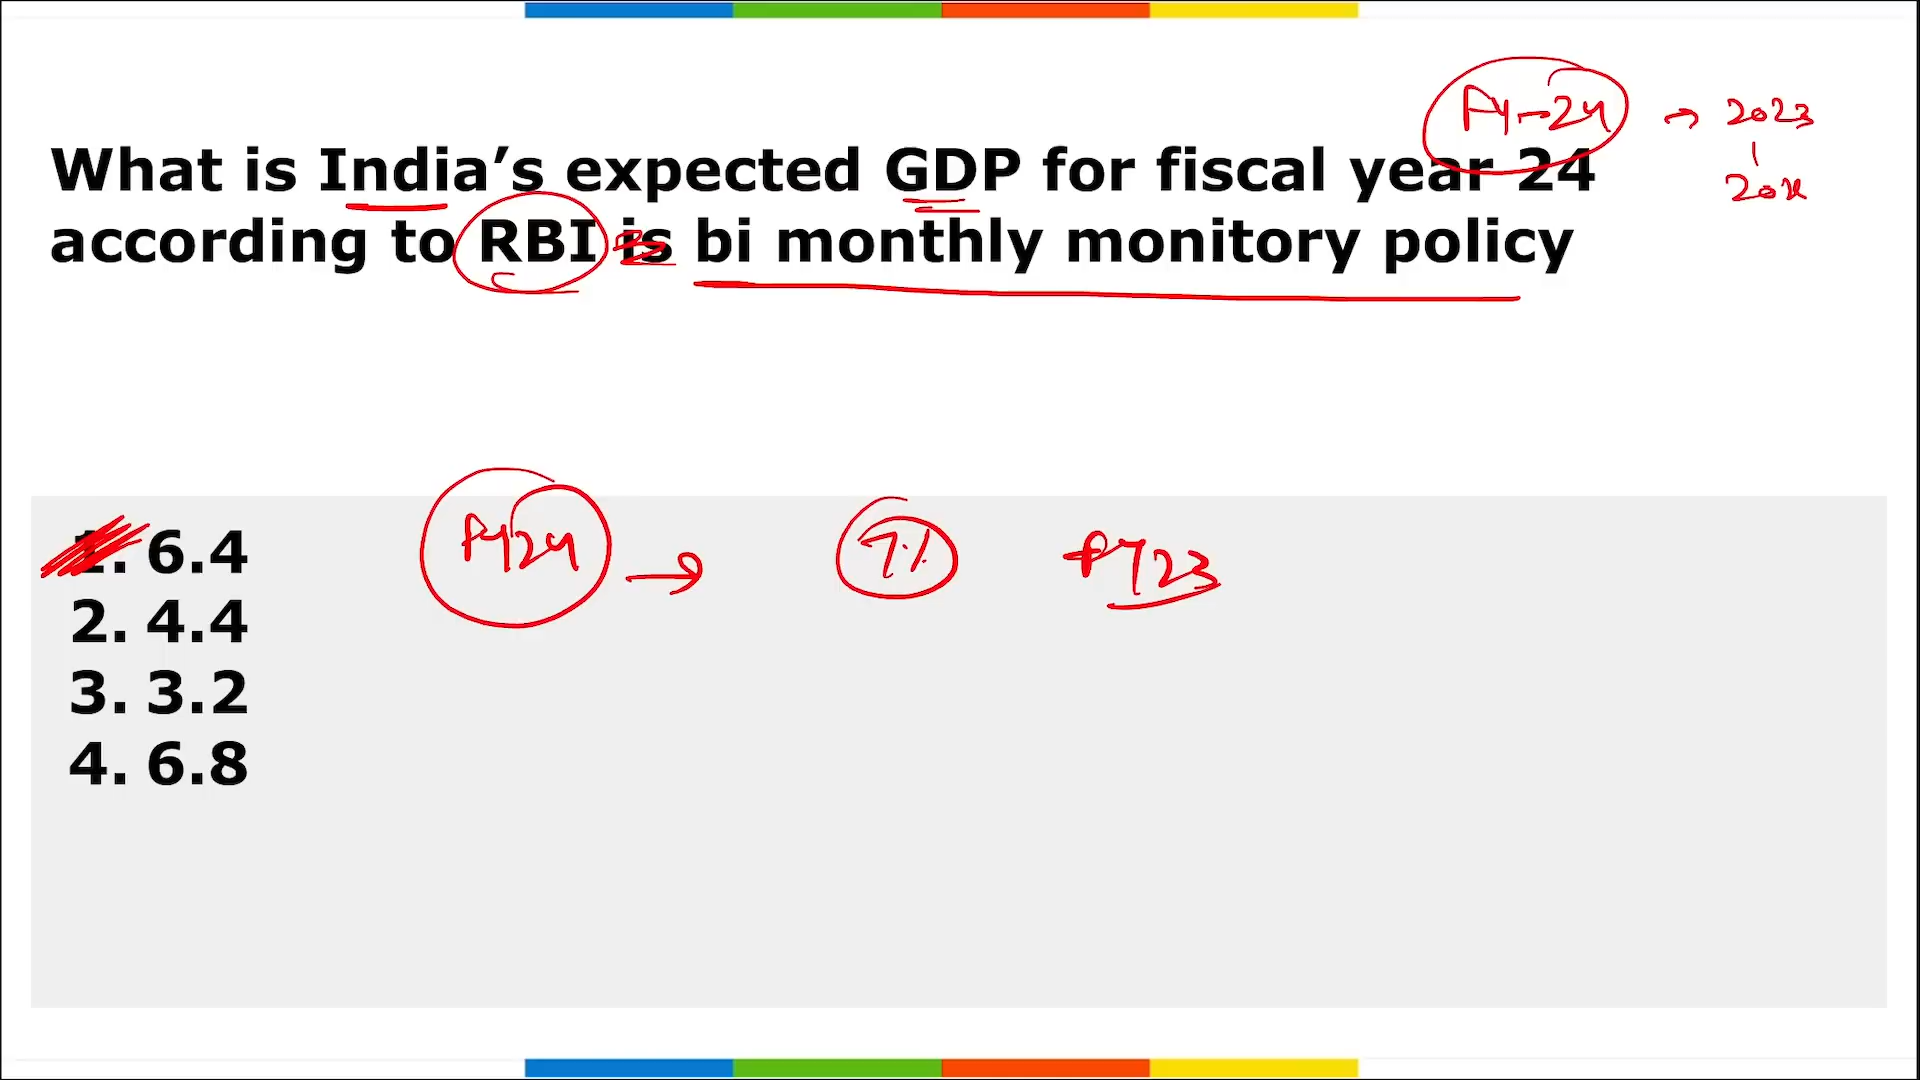 FY-24 → 2023
|
What is India’s expected GDP for fiscal year 24
according to RBI is bi monthly monitory policy
1. 6.4
FY24 → 7% FY23
2. 4.4
3. 3.2
4. 6.8